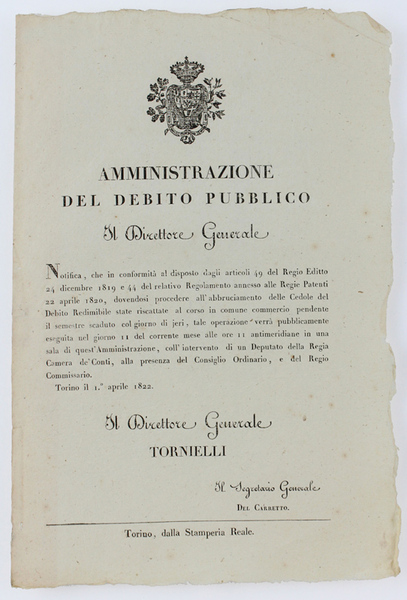 AMMINISTRAZIONE
DEL DEBITO PUBBLICO
Il Direttore Generale
Notifica, che in conformità al disposto dagli articoli 49 del Regio Editto
24 dicembre 1819 e 44 del relativo Regolamento annesso alle Regie Patenti
22 aprile 1820, dovendosi procedere all'abbruciamento delle Cedole del
Debito Redimibile state riscattate al corso in comune commercio pendente
il semestre scaduto col giorno di jeri, tale operazione verrà pubblicamente
eseguita nel giorno 11 del corrente mese alle ore 11 antimeridiane in una
sala di quest'Amministrazione, coll'intervento di un Deputato della Regia
Camera de'Conti, alla presenza del Consiglio Ordinario, e del Regio
Commissario.
Torino il 1.º aprile 1822.
Il Direttore Generale
TORNIELLI
Il Segretario Generale
DEL CARRETTO.
Torino, dalla Stamperia Reale.